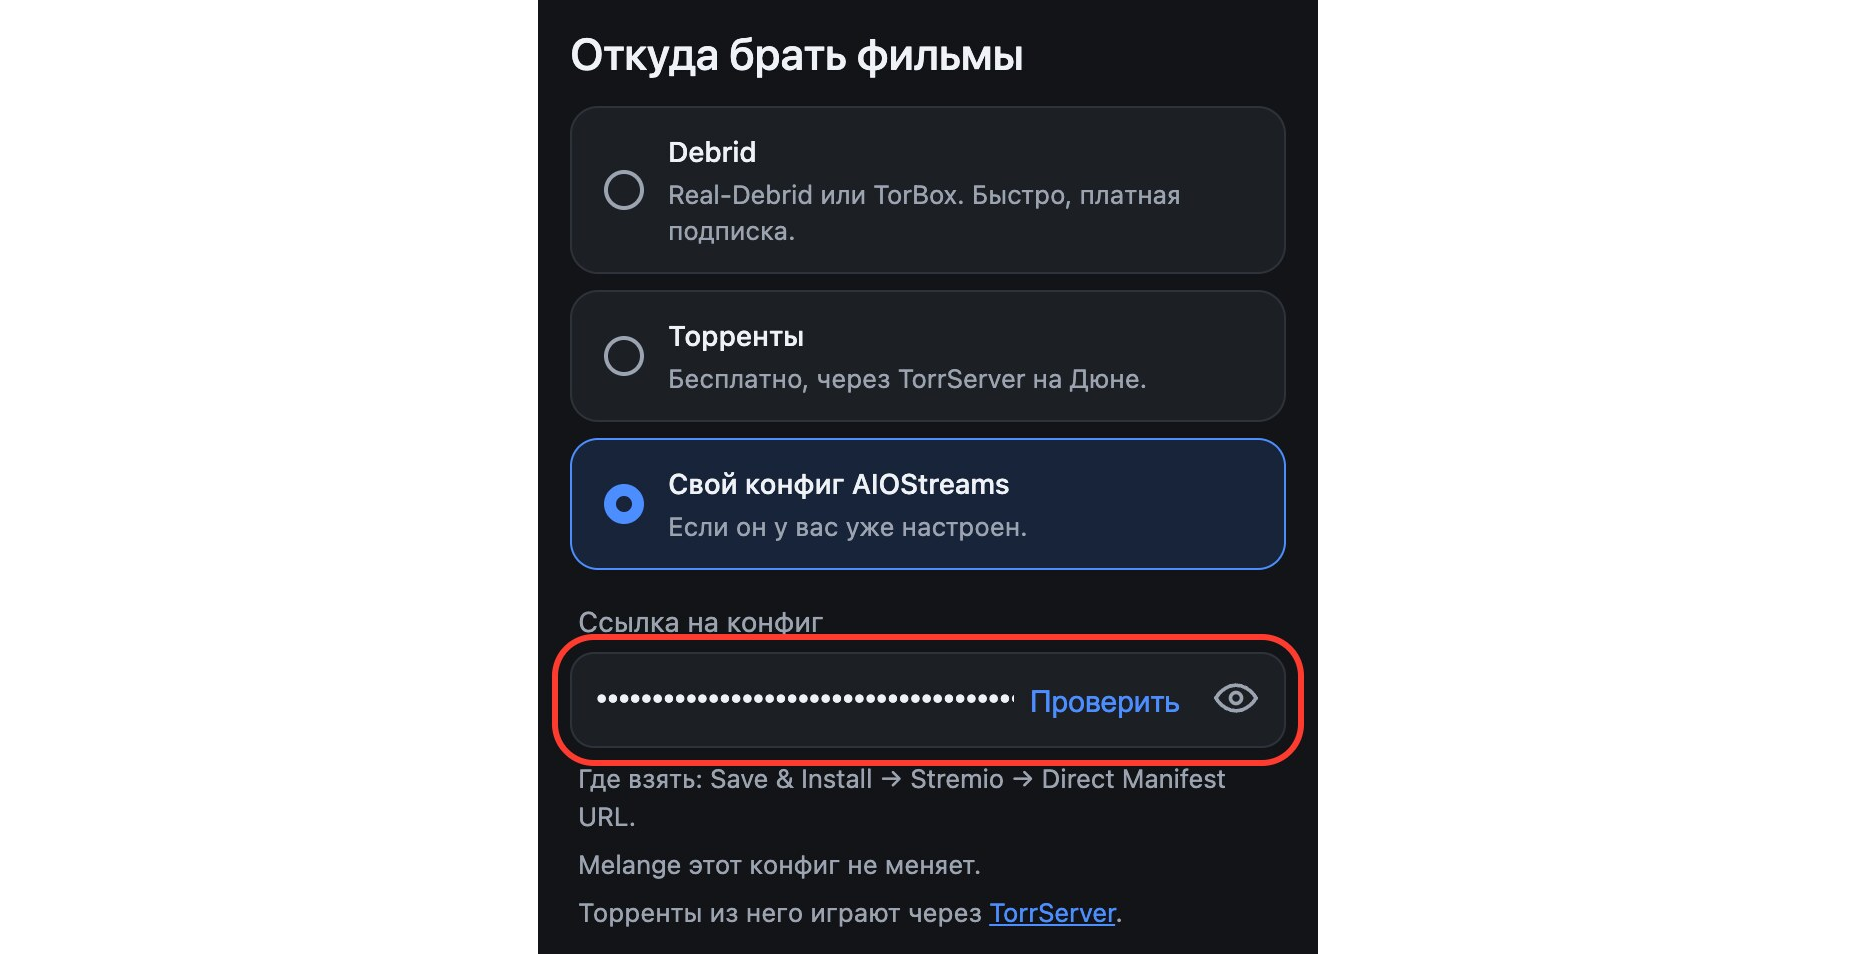 Откуда брать фильмы
Debrid
Real-Debrid или TorBox. Быстро, платная
подписка.
Торренты
Бесплатно, через TorrServer на Дюне.
Свой конфиг AIOStreams
Если он у вас уже настроен.
Ссылка на конфиг
Проверить
Где взять: Save & Install → Stremio → Direct Manifest
URL.
Melange этот конфиг не меняет.
Торренты из него играют через TorrServer.